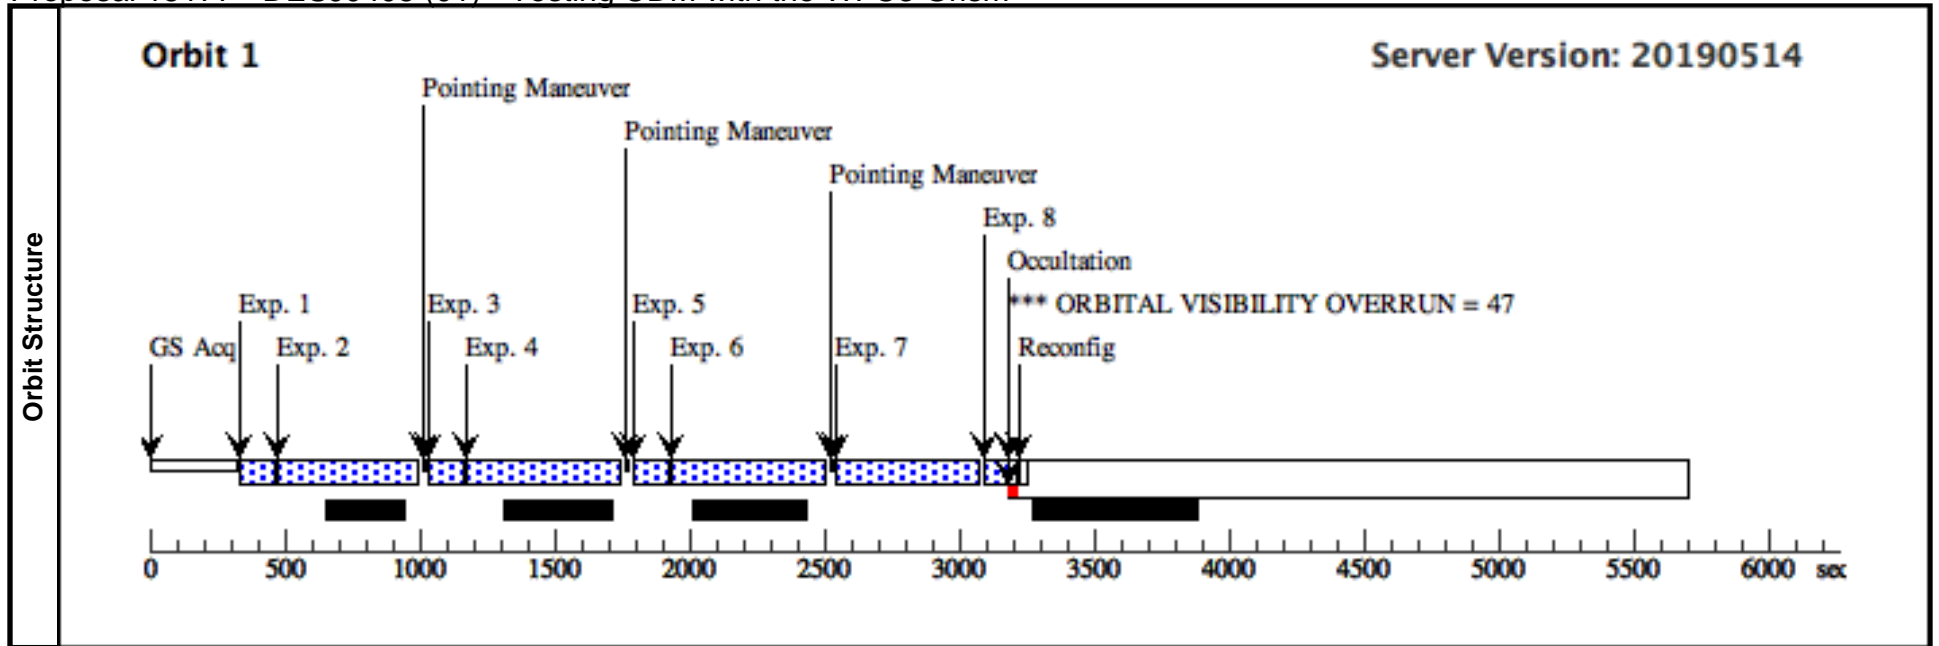 Orbit 1
Server Version: 20190514
Pointing Maneuver
Pointing Maneuver
Pointing Maneuver
Exp. 8
Occultation
Exp. 1
Exp. 3
Exp. 5
*** ORBITAL VISIBILITY OVERRUN = 47
GS Acq
Exp. 2
Exp. 4
Exp. 6
Exp. 7
Reconfig
Orbit Structure
0 500 1000 1500 2000 2500 3000 3500 4000 4500 5000 5500 6000 sec